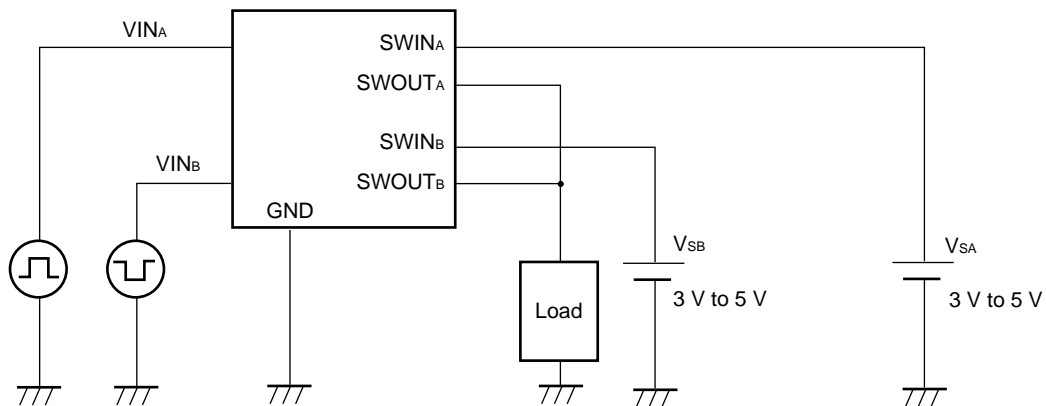 VINA
SWINA
SWOUTA
SWINB
VINB
SWOUTB
GND
VSB
VSA
Load
3 V to 5 V
3 V to 5 V